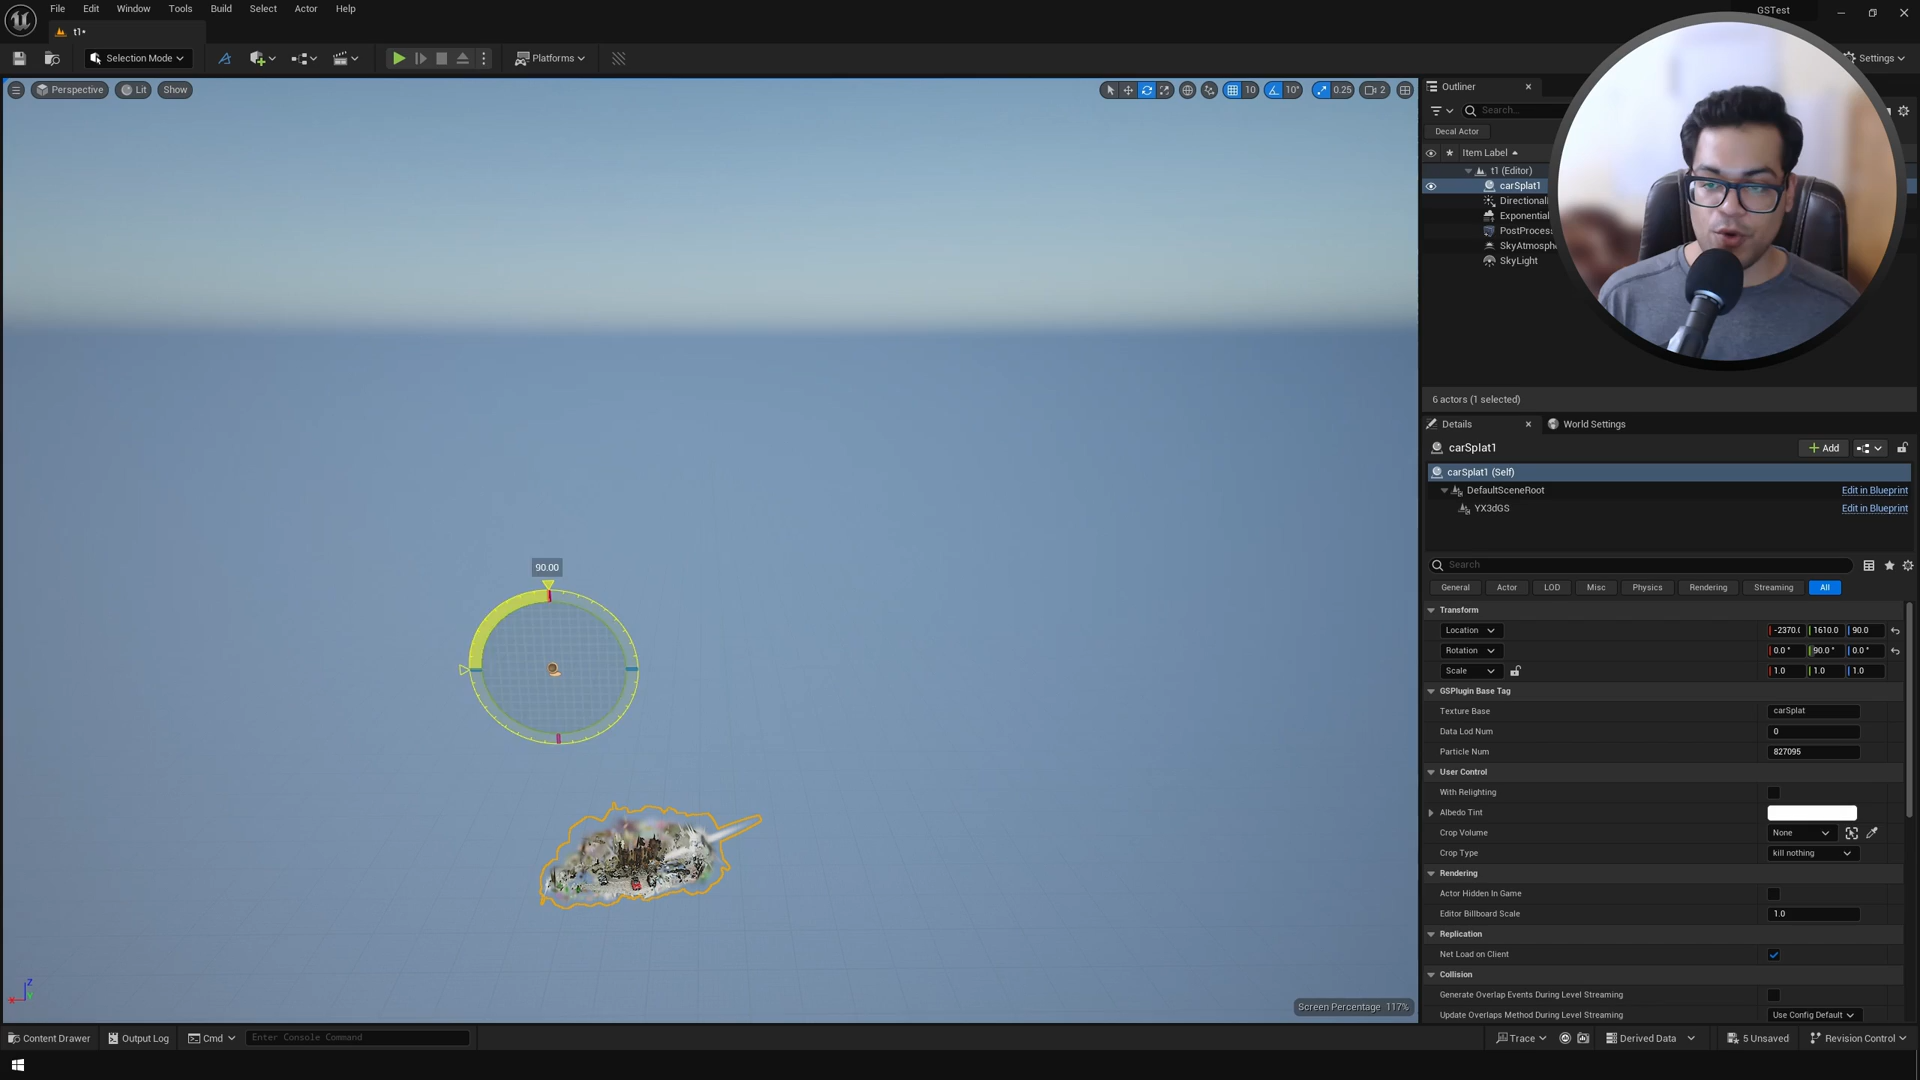 File Edit Window Tools Build Select Actor Help
GSTest
t1*
Selection Mode
Platforms
Settings
Perspective Lit Show
10 10° 0.25 2
Outliner
Search...
Decal Actor
Item Label
t1 (Editor)
carSplat1
Directional
Exponential
PostProcess
SkyAtmosphe
SkyLight
6 actors (1 selected)
Details World Settings
carSplat1
Add
carSplat1 (Self)
DefaultSceneRoot Edit in Blueprint
YX3dGS Edit in Blueprint
Search
General Actor LOD Misc Physics Rendering Streaming All
Transform
Location -2370.( 1610.0 90.0
Rotation 0.0 ° 90.0 ° 0.0 °
Scale 1.0 1.0 1.0
GSPlugin Base Tag
Texture Base carSplat
Data Lod Num 0
Particle Num 827095
User Control
With Relighting
Albedo Tint
Crop Volume None
Crop Type kill nothing
Rendering
Actor Hidden In Game
Editor Billboard Scale 1.0
Replication
Net Load on Client
Collision
Generate Overlap Events During Level Streaming
Update Overlaps Method During Level Streaming Use Config Default
90.00
Z
X
Y
Screen Percentage 117%
Content Drawer Output Log Cmd Enter Console Command
Trace Derived Data 5 Unsaved Revision Control